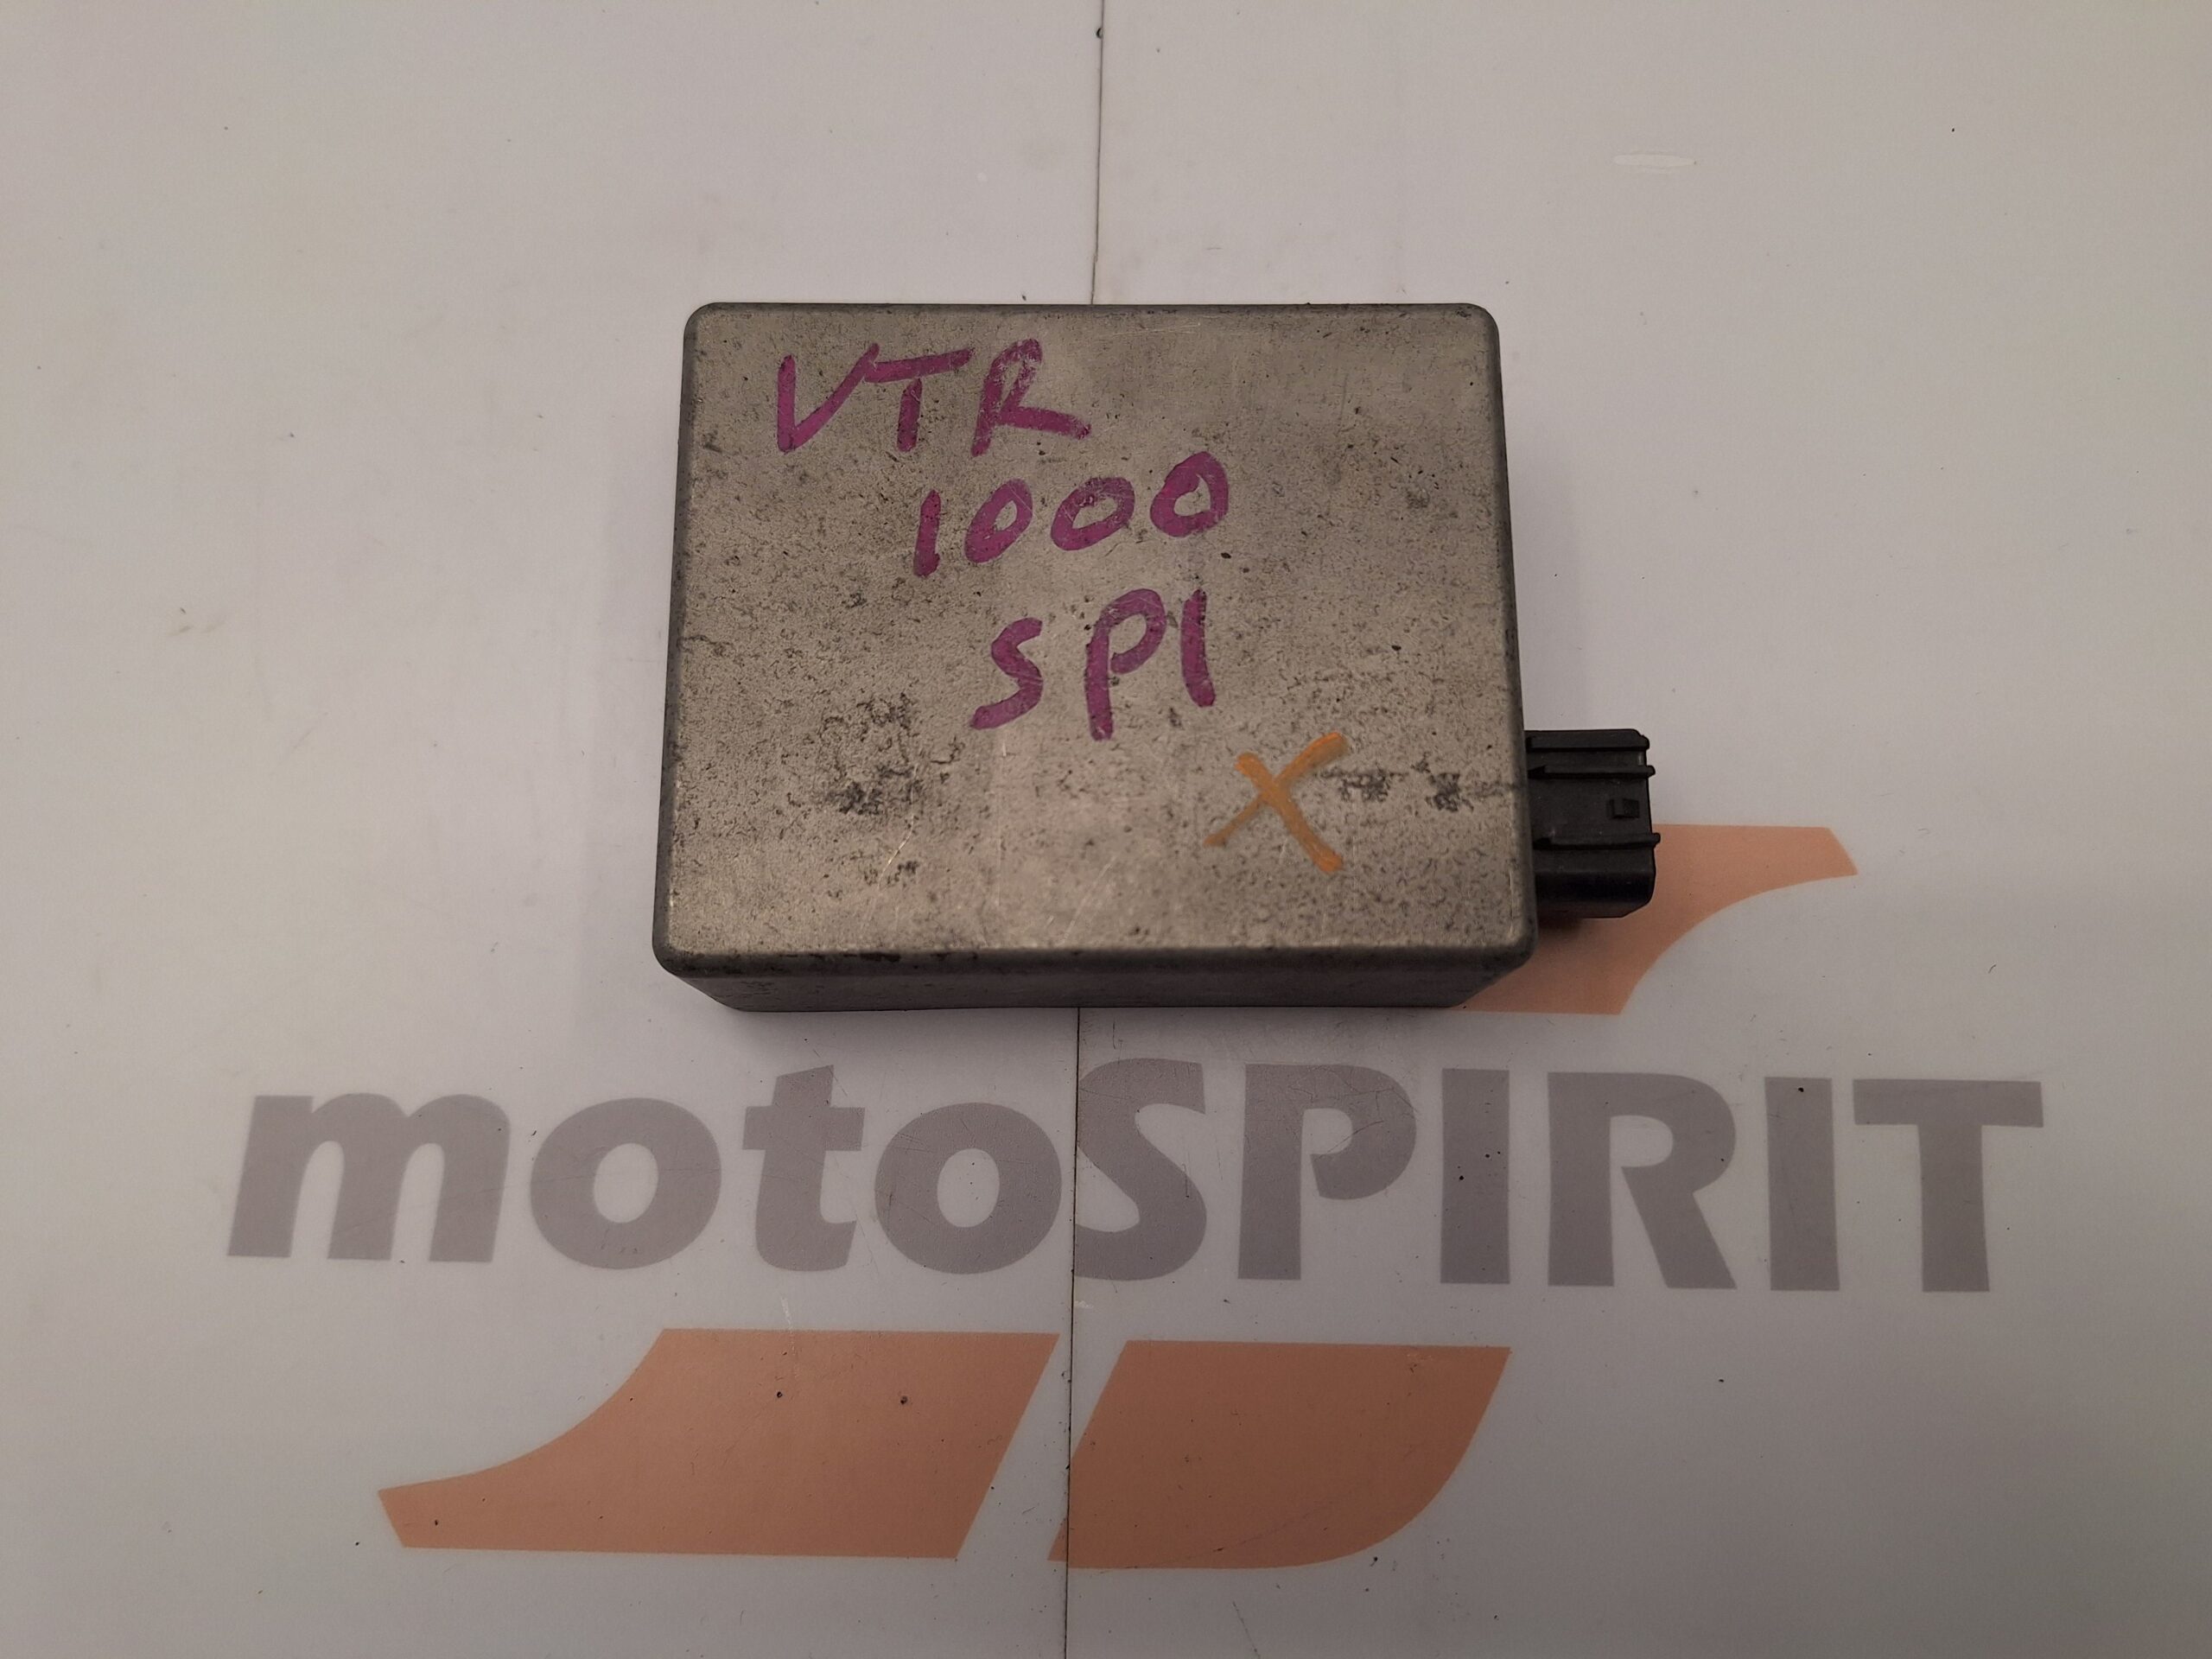 VTR
1000
SP1
X
motoSPIRIT